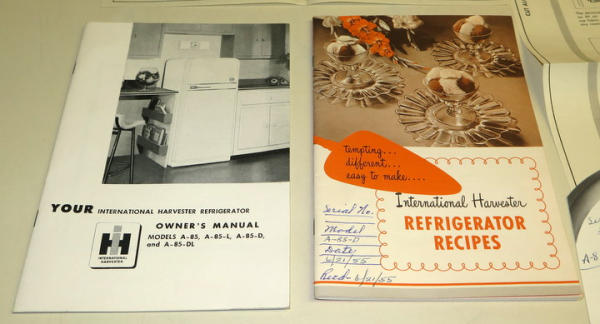 YOUR INTERNATIONAL HARVESTER REFRIGERATOR
OWNER'S MANUAL
MODELS A-85, A-85-L, A-85-D,
and A-85-DL
INTERNATIONAL
HARVESTER
tempting...
different...
easy to make....
International Harvester
REFRIGERATOR
RECIPES
Serial No.
Model
A-85-D
Date
6/21/55
Recd- 6/21/55
A-8